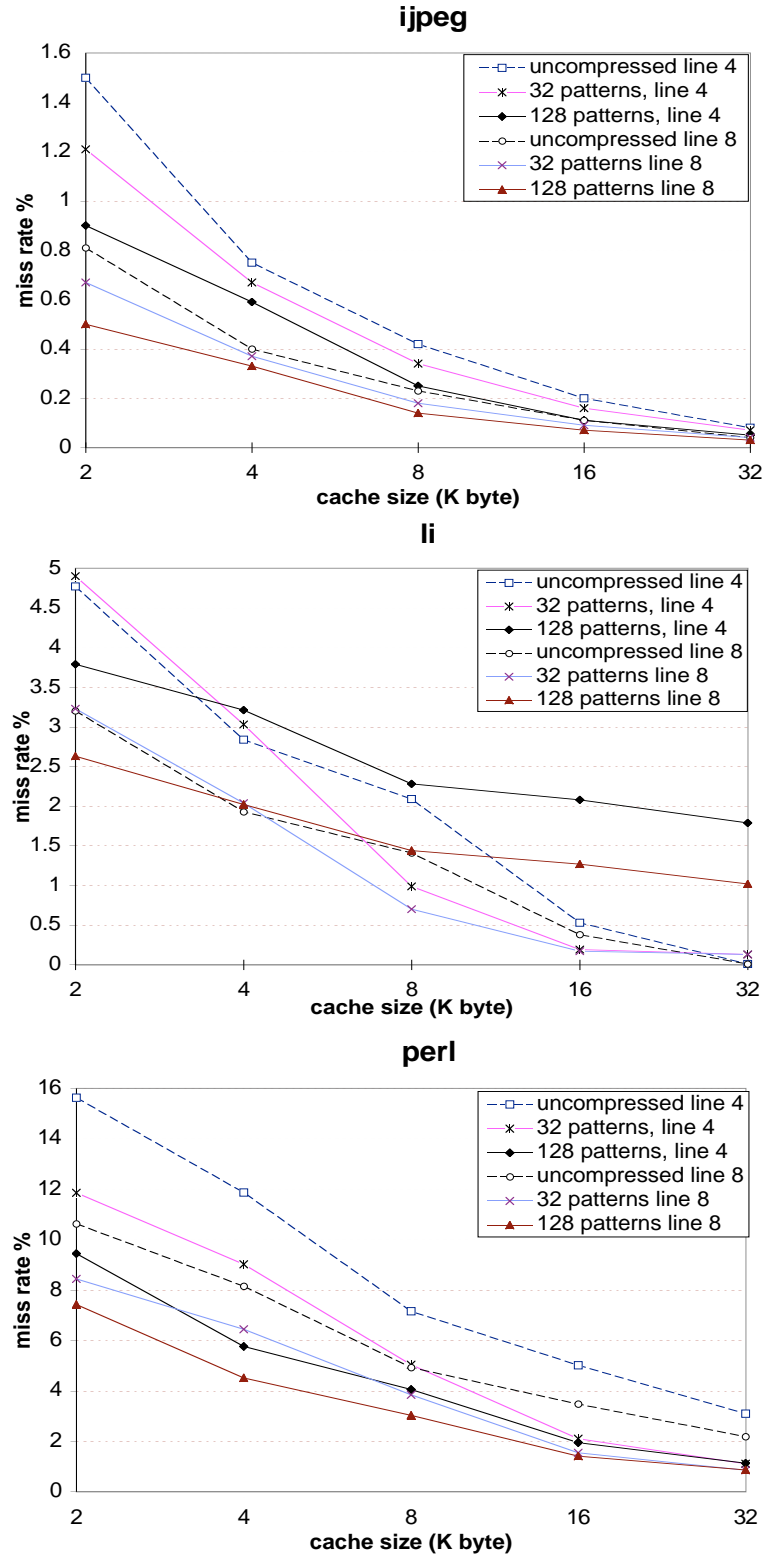 ijpeg
1.6
1.4
1.2
1
0.8
0.6
0.4
0.2
0
miss rate %
uncompressed line 4
32 patterns, line 4
128 patterns, line 4
uncompressed line 8
32 patterns line 8
128 patterns line 8
2 4 8 16 32
cache size (K byte)
li
5
4.5
4
3.5
3
2.5
2
1.5
1
0.5
0
miss rate %
uncompressed line 4
32 patterns, line 4
128 patterns, line 4
uncompressed line 8
32 patterns line 8
128 patterns line 8
2 4 8 16 32
cache size (K byte)
perl
16
14
12
10
8
6
4
2
0
miss rate %
uncompressed line 4
32 patterns, line 4
128 patterns, line 4
uncompressed line 8
32 patterns line 8
128 patterns line 8
2 4 8 16 32
cache size (K byte)